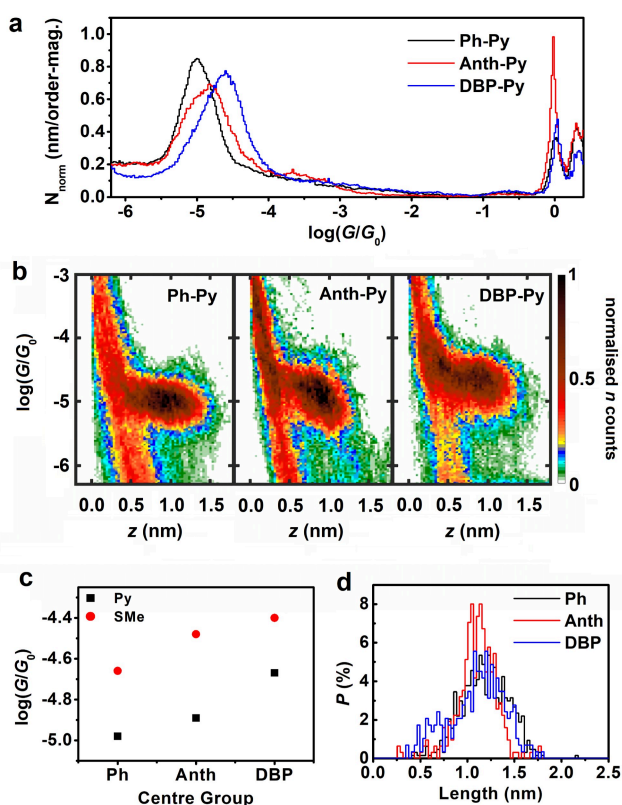 a
Ph-Py
Anth-Py
DBP-Py
N_norm (nm/order-mag.)
1.0
0.8
0.6
0.4
0.2
0.0
-6 -5 -4 -3 -2 -1 0
log(G/G₀)
b
Ph-Py Anth-Py DBP-Py
log(G/G₀)
-3
-4
-5
-6
0.0 0.5 1.0 1.5 0.0 0.5 1.0 1.5 0.0 0.5 1.0 1.5
z (nm) z (nm) z (nm)
1
0.5
0
normalised n counts
c
Py
SMe
log(G/G₀)
-4.4
-4.6
-4.8
-5.0
Ph Anth DBP
Centre Group
d
Ph
Anth
DBP
P (%)
8
6
4
2
0
0.0 0.5 1.0 1.5 2.0 2.5
Length (nm)